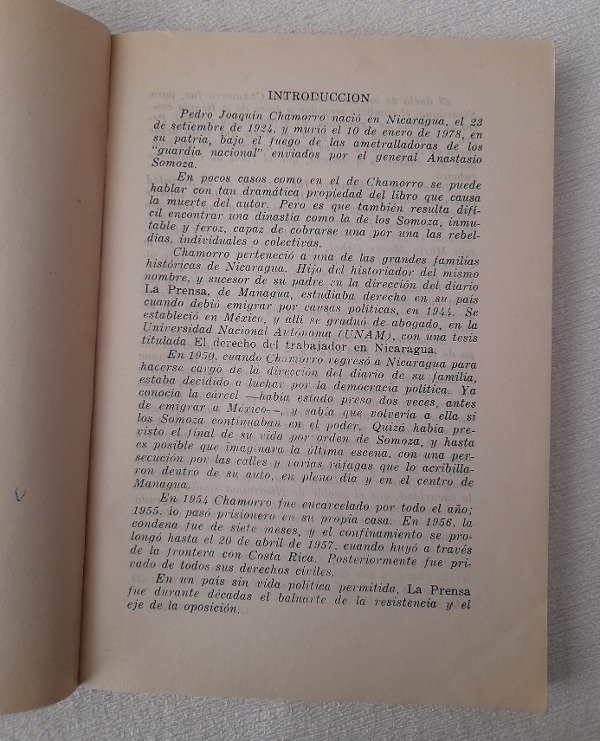 INTRODUCCION
Pedro Joaquín Chamorro nació en Nicaragua, el 23
de setiembre de 1924, y murió el 10 de enero de 1978, en
su patria, bajo el fuego de las ametralladoras de los
"guardia nacional" enviados por el general Anastasio
Somoza.
En pocos casos como en el de Chamorro se puede
hablar con tan dramática propiedad del libro que causa
la muerte del autor. Pero es que también resulta difí-
cil encontrar una dinastía como la de los Somoza, inmu-
table y feroz, capaz de cobrarse una por una las rebel-
días, individuales o colectivas.
Chamorro perteneció a una de las grandes familias
históricas de Nicaragua. Hijo del historiador del mismo
nombre, y sucesor de su padre en la dirección del diario
La Prensa, de Managua, estudiaba derecho en su país
cuando debió emigrar por causas políticas, en 1944. Se
estableció en México, y allí se graduó de abogado, en la
Universidad Nacional Autónoma (UNAM), con una tesis
titulada El derecho del trabajador en Nicaragua.
En 1950, cuando Chamorro regresó a Nicaragua para
hacerse cargo de la dirección del diario de su familia,
estaba decidido a luchar por la democracia política. Ya
conocía la cárcel —había estado preso dos veces, antes
de emigrar a México—, y sabía que volvería a ella si
los Somoza continuaban en el poder. Quizá había pre-
visto el final de su vida por orden de Somoza, y hasta
es posible que imaginara la última escena, con una per-
secución por las calles y varias ráfagas que lo acribilla-
ron dentro de su auto, en pleno día y en el centro de
Managua.
En 1954 Chamorro fue encarcelado por todo el año;
1955, lo pasó prisionero en su propia casa. En 1956, la
condena fue de siete meses, y el confinamiento se pro-
longó hasta el 20 de abril de 1957, cuando huyó a través
de la frontera con Costa Rica. Posteriormente fue pri-
vado de todos sus derechos civiles.
En un país sin vida política permitida, La Prensa
fue durante décadas el baluarte de la resistencia y el
eje de la oposición.